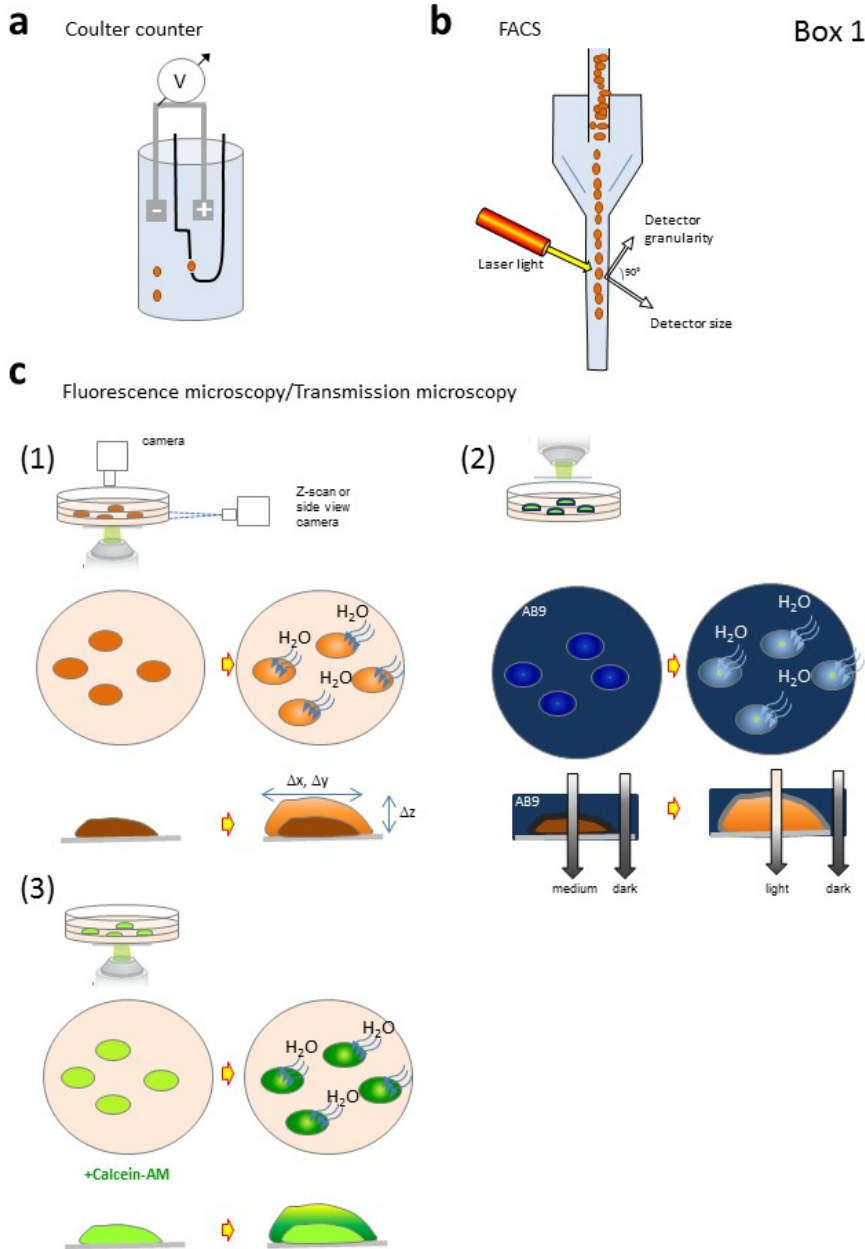 a
Coulter counter
V
-
+
b
FACS
Box 1
Detector
granularity
Laser light
90°
Detector size
c
Fluorescence microscopy/Transmission microscopy
(1)
camera
Z-scan or
side view
camera
H₂O
H₂O
H₂O
Δx, Δy
Δz
(2)
AB9
H₂O
H₂O
H₂O
AB9
medium
dark
light
dark
(3)
H₂O
H₂O
H₂O
+Calcein-AM